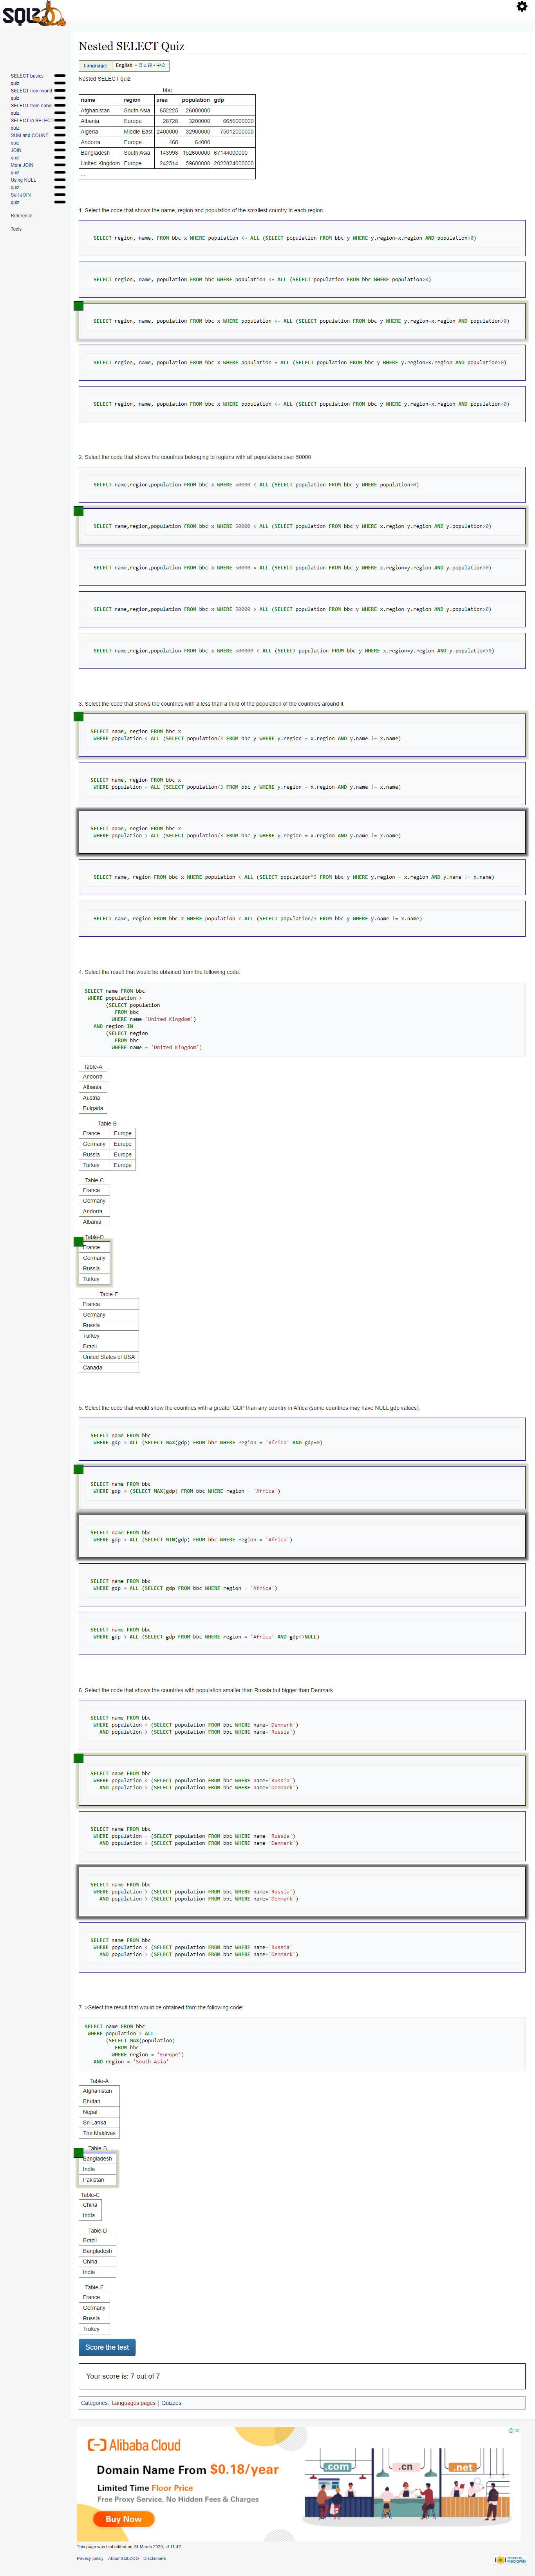 SQLZOO
Nested SELECT Quiz
Language: English • 日本語 • 中文
Nested SELECT quiz
SELECT basics
quiz
SELECT from world
quiz
SELECT from nobel
quiz
SELECT in SELECT
quiz
SUM and COUNT
quiz
JOIN
quiz
More JOIN
quiz
Using NULL
quiz
Self JOIN
quiz
Reference
Tools
bbc
name region area population gdp
Afghanistan South Asia 652225 26000000
Albania Europe 28728 3200000 6656000000
Algeria Middle East 2400000 32900000 75012000000
Andorra Europe 468 64000
Bangladesh South Asia 143998 152600000 67144000000
United Kingdom Europe 242514 59600000 2022824000000
...
1. Select the code that shows the name, region and population of the smallest country in each region
SELECT region, name, FROM bbc x WHERE population <= ALL (SELECT population FROM bbc y WHERE y.region=x.region AND population>0)
SELECT region, name, population FROM bbc WHERE population <= ALL (SELECT population FROM bbc WHERE population>0)
SELECT region, name, population FROM bbc x WHERE population <= ALL (SELECT population FROM bbc y WHERE y.region=x.region AND population>0)
SELECT region, name, population FROM bbc x WHERE population = ALL (SELECT population FROM bbc y WHERE y.region=x.region AND population>0)
SELECT region, name, population FROM bbc x WHERE population <= ALL (SELECT population FROM bbc y WHERE y.region=x.region AND population<0)
2. Select the code that shows the countries belonging to regions with all populations over 50000
SELECT name,region,population FROM bbc x WHERE 50000 < ALL (SELECT population FROM bbc y WHERE population>0)
SELECT name,region,population FROM bbc x WHERE 50000 < ALL (SELECT population FROM bbc y WHERE x.region=y.region AND y.population>0)
SELECT name,region,population FROM bbc x WHERE 50000 = ALL (SELECT population FROM bbc y WHERE x.region=y.region AND y.population>0)
SELECT name,region,population FROM bbc x WHERE 50000 > ALL (SELECT population FROM bbc y WHERE x.region=y.region AND y.population>0)
SELECT name,region,population FROM bbc x WHERE 500000 < ALL (SELECT population FROM bbc y WHERE x.region=y.region AND y.population>0)
3. Select the code that shows the countries with a less than a third of the population of the countries around it
SELECT name, region FROM bbc x
WHERE population < ALL (SELECT population/3 FROM bbc y WHERE y.region = x.region AND y.name != x.name)
SELECT name, region FROM bbc x
WHERE population = ALL (SELECT population/3 FROM bbc y WHERE y.region = x.region AND y.name != x.name)
SELECT name, region FROM bbc x
WHERE population > ALL (SELECT population/3 FROM bbc y WHERE y.region = x.region AND y.name != x.name)
SELECT name, region FROM bbc x WHERE population < ALL (SELECT population*3 FROM bbc y WHERE y.region = x.region AND y.name != x.name)
SELECT name, region FROM bbc x WHERE population < ALL (SELECT population/3 FROM bbc y WHERE y.name != x.name)
4. Select the result that would be obtained from the following code:
SELECT name FROM bbc
WHERE population >
(SELECT population
FROM bbc
WHERE name='United Kingdom')
AND region IN
(SELECT region
FROM bbc
WHERE name = 'United Kingdom')
Table-A
Andorra
Albania
Austria
Bulgaria
Table-B
France Europe
Germany Europe
Russia Europe
Turkey Europe
Table-C
France
Germany
Andorra
Albania
Table-D
France
Germany
Russia
Turkey
Table-E
France
Germany
Russia
Turkey
Brazil
United States of USA
Canada
5. Select the code that would show the countries with a greater GDP than any country in Africa (some countries may have NULL gdp values).
SELECT name FROM bbc
WHERE gdp > ALL (SELECT MAX(gdp) FROM bbc WHERE region = 'Africa' AND gdp=0)
SELECT name FROM bbc
WHERE gdp > (SELECT MAX(gdp) FROM bbc WHERE region = 'Africa')
SELECT name FROM bbc
WHERE gdp > ALL (SELECT MIN(gdp) FROM bbc WHERE region = 'Africa')
SELECT name FROM bbc
WHERE gdp > ALL (SELECT gdp FROM bbc WHERE region = 'Africa')
SELECT name FROM bbc
WHERE gdp > ALL (SELECT gdp FROM bbc WHERE region = 'Africa' AND gdp<>NULL)
6. Select the code that shows the countries with population smaller than Russia but bigger than Denmark
SELECT name FROM bbc
WHERE population < (SELECT population FROM bbc WHERE name='Denmark')
AND population > (SELECT population FROM bbc WHERE name='Russia')
SELECT name FROM bbc
WHERE population < (SELECT population FROM bbc WHERE name='Russia')
AND population > (SELECT population FROM bbc WHERE name='Denmark')
SELECT name FROM bbc
WHERE population = (SELECT population FROM bbc WHERE name='Russia')
AND population > (SELECT population FROM bbc WHERE name='Denmark')
SELECT name FROM bbc
WHERE population > (SELECT population FROM bbc WHERE name='Russia')
AND population > (SELECT population FROM bbc WHERE name='Denmark')
SELECT name FROM bbc
WHERE population < (SELECT population FROM bbc WHERE name='Russia'
AND population > (SELECT population FROM bbc WHERE name='Denmark')
7. >Select the result that would be obtained from the following code:
SELECT name FROM bbc
WHERE population > ALL
(SELECT MAX(population)
FROM bbc
WHERE region = 'Europe')
AND region = 'South Asia'
Table-A
Afghanistan
Bhutan
Nepal
Sri Lanka
The Maldives
Table-B
Bangladesh
India
Pakistan
Table-C
China
India
Table-D
Brazil
Bangladesh
China
India
Table-E
France
Germany
Russia
Trukey
Score the test
Your score is: 7 out of 7
Categories: Languages pages | Quizzes
Alibaba Cloud
Domain Name From $0.18/year
Limited Time Floor Price
Free Proxy Service, No Hidden Fees & Charges
Buy Now
.com .cn .net
This page was last edited on 24 March 2020, at 11:42.
Privacy policy About SQLZOO Disclaimers